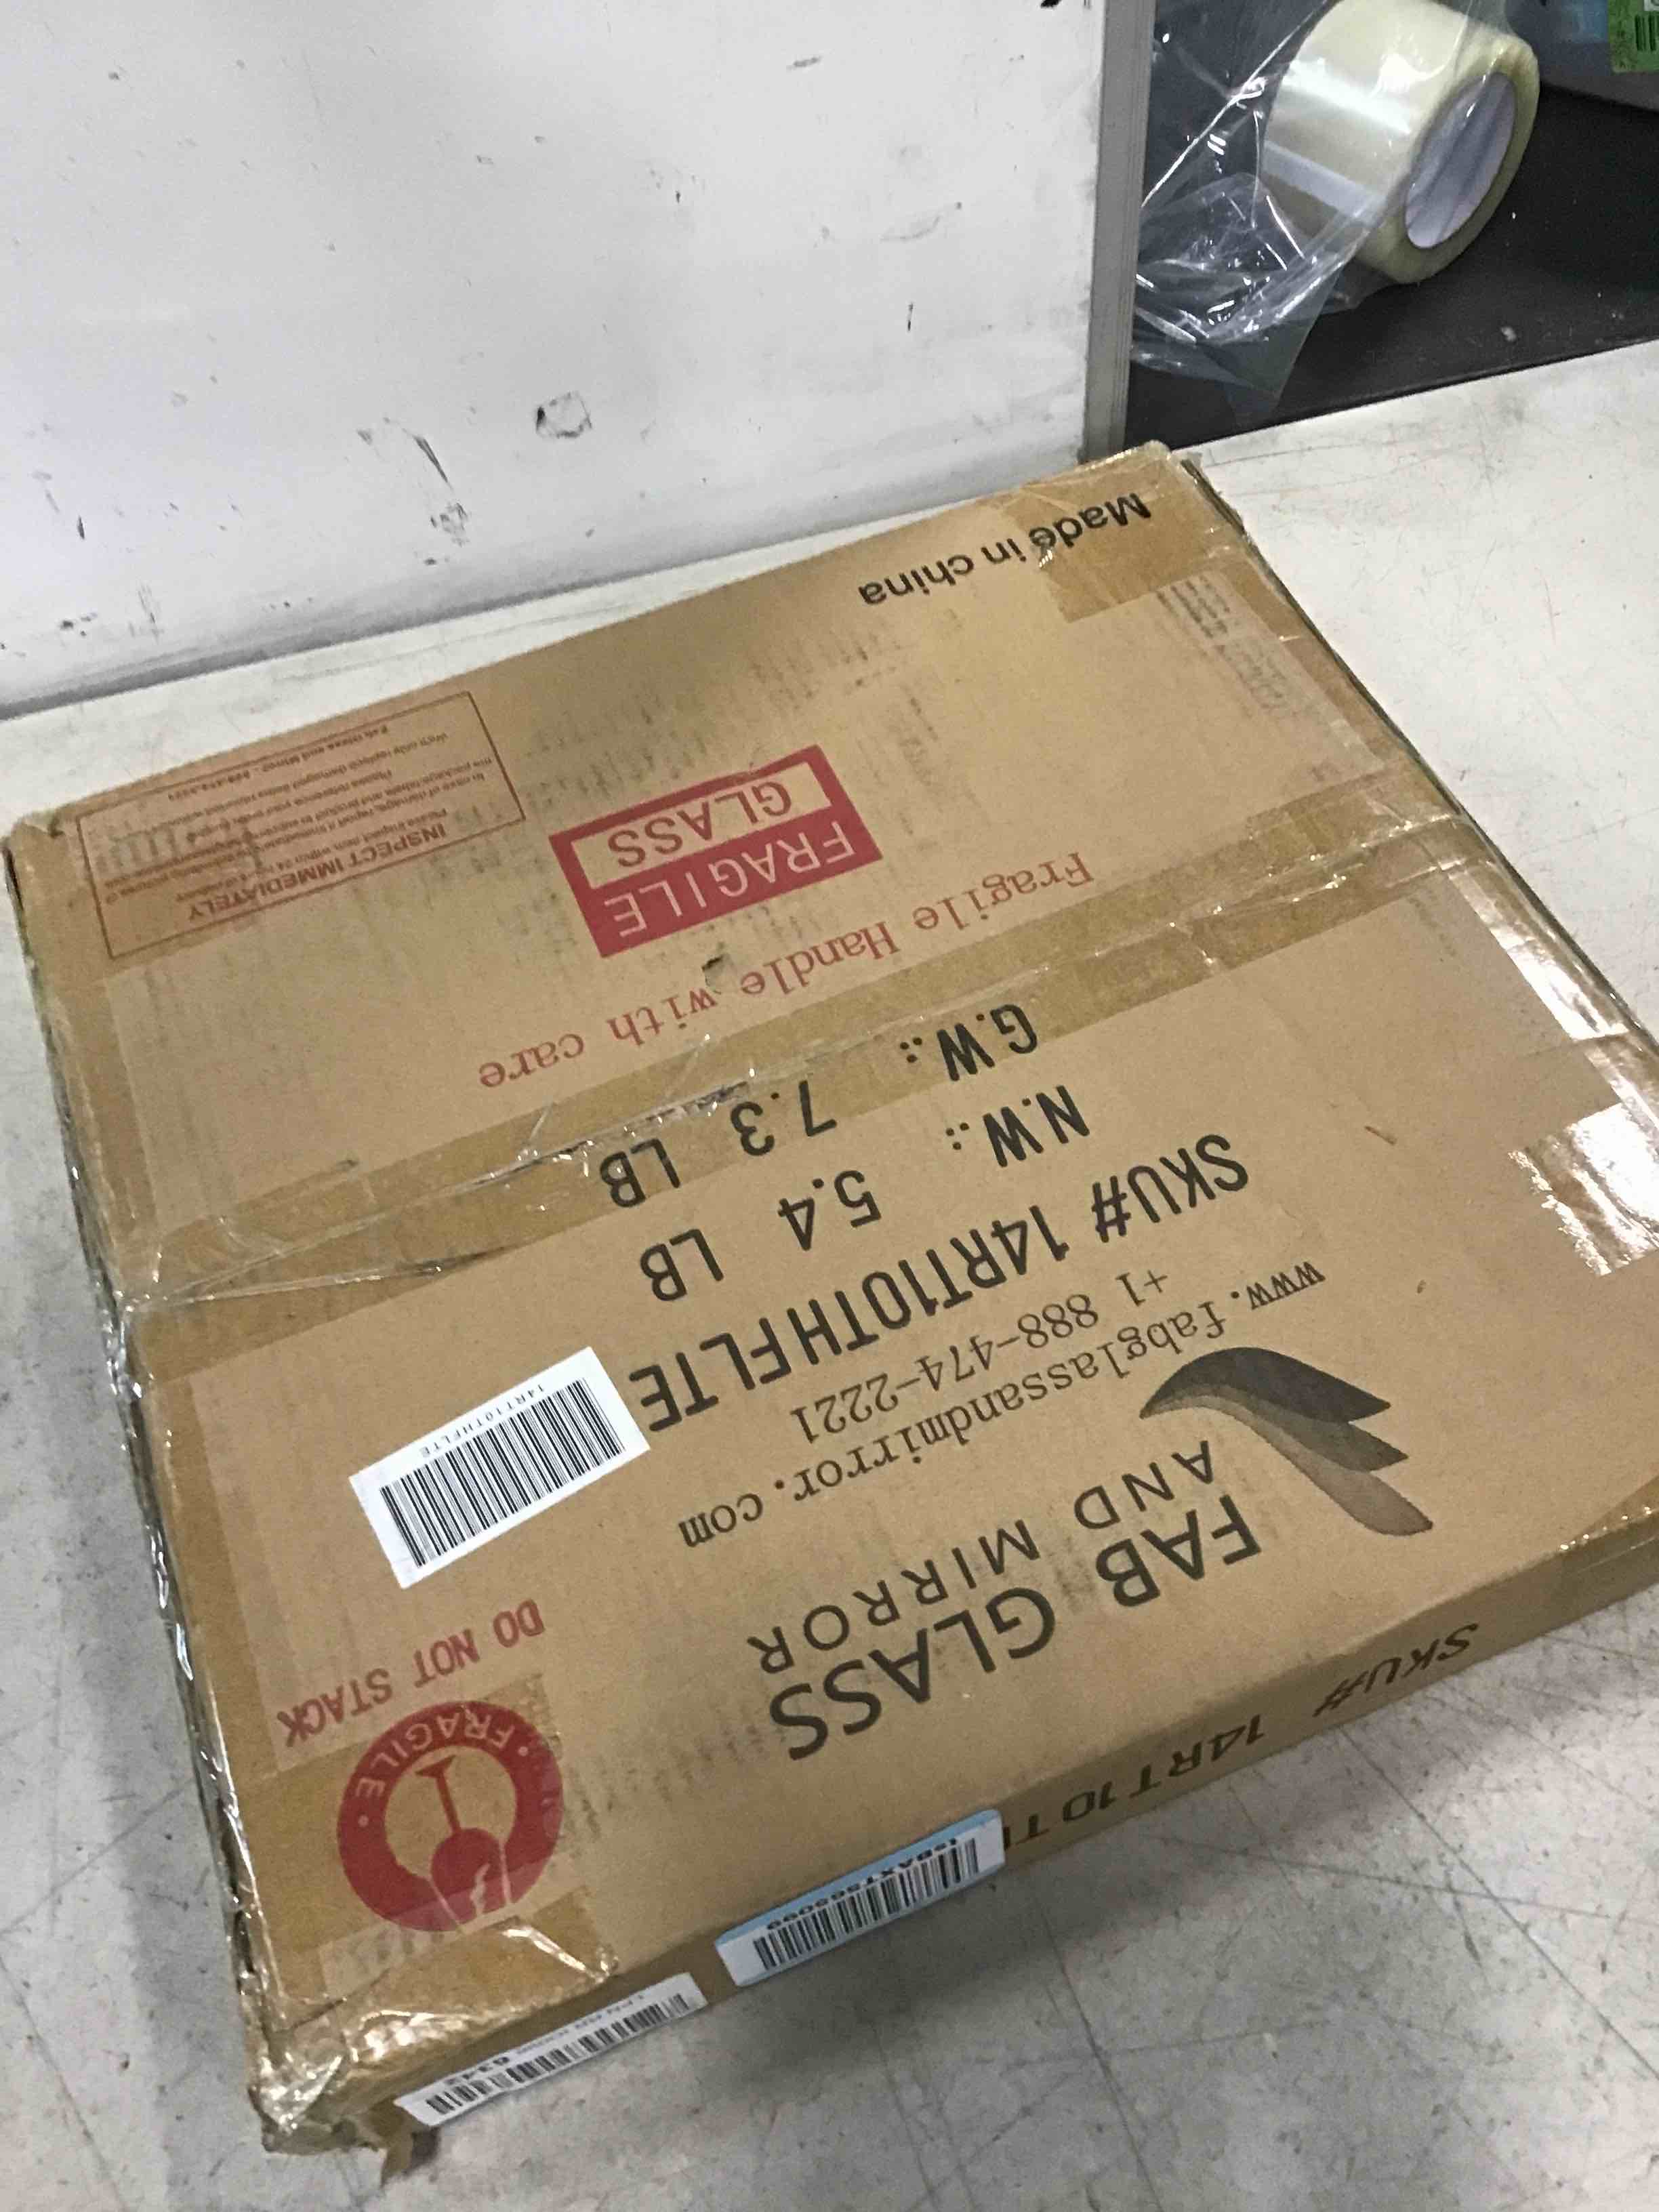 FRAGILE
DO NOT STACK
FAB GLASS
AND MIRROR
www.fabglassandmirror.com
+1 888-474-2221
SKU# 14RT10THFLTE
14RT10THFLTE
N.W.: 5.4 LB
G.W.: 7.3 LB
Fragile Handle with care
FRAGILE
GLASS
INSPECT IMMEDIATELY
Made in china
SKU# 14RT10T